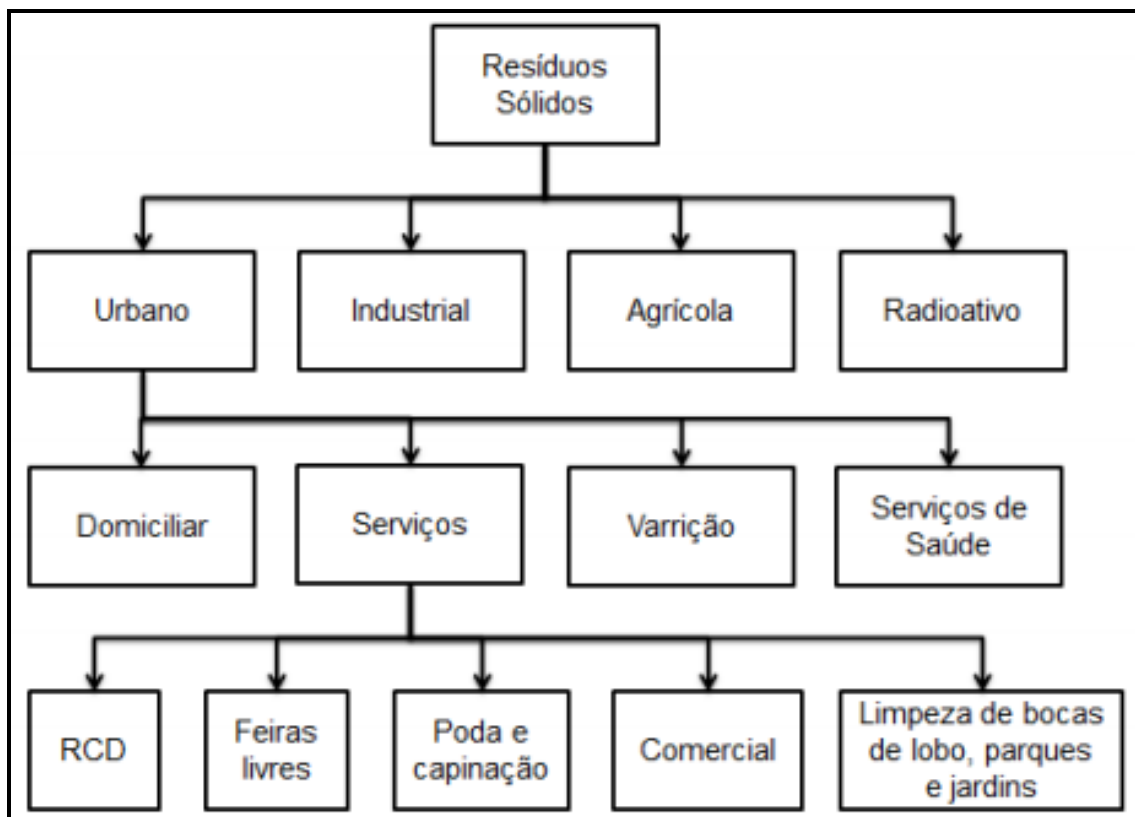 Resíduos
Sólidos
Urbano
Industrial
Agrícola
Radioativo
Domiciliar
Serviços
Varrição
Serviços de
Saúde
RCD
Feiras
livres
Poda e
capinação
Comercial
Limpeza de bocas
de lobo, parques
e jardins